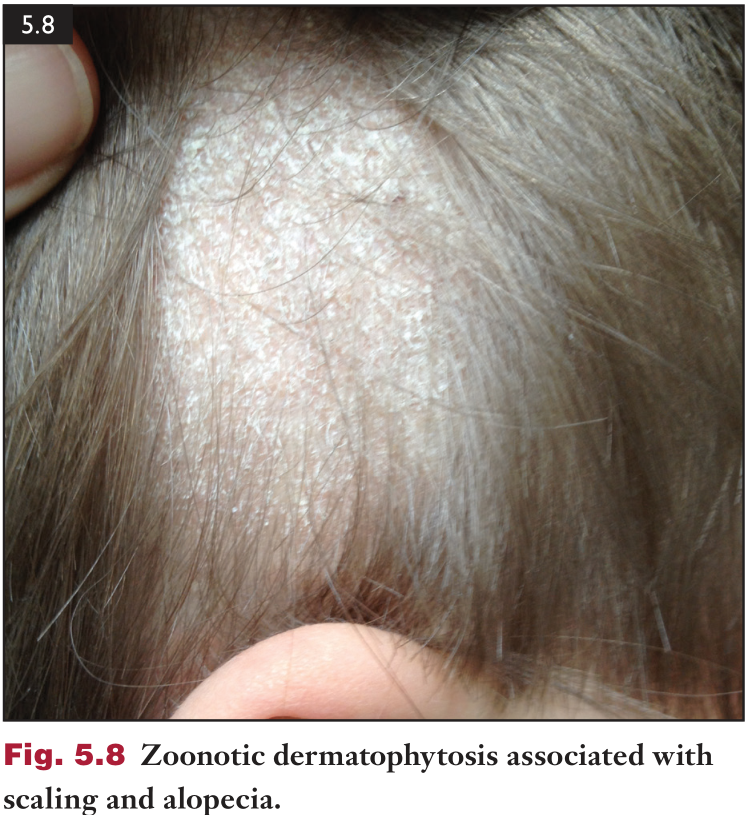 5.8
Fig. 5.8 Zoonotic dermatophytosis associated with
scaling and alopecia.